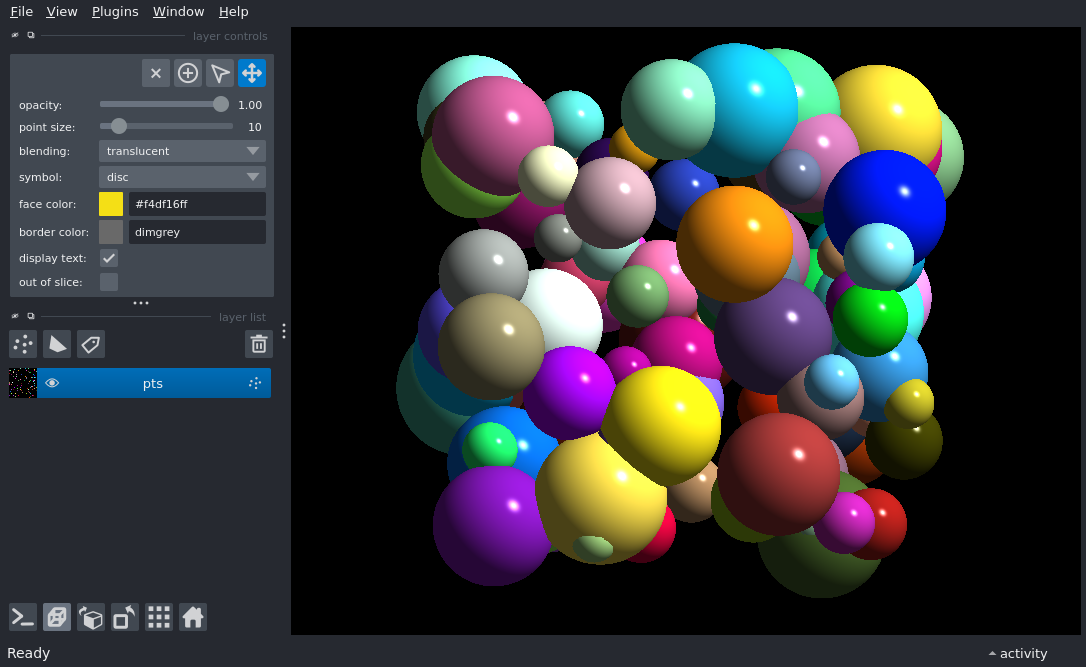 File View Plugins Window Help
layer controls
opacity: 1.00
point size: 10
blending: translucent
symbol: disc
face color: #f4df16ff
border color: dimgrey
display text:
out of slice:
layer list
pts
Ready
activity